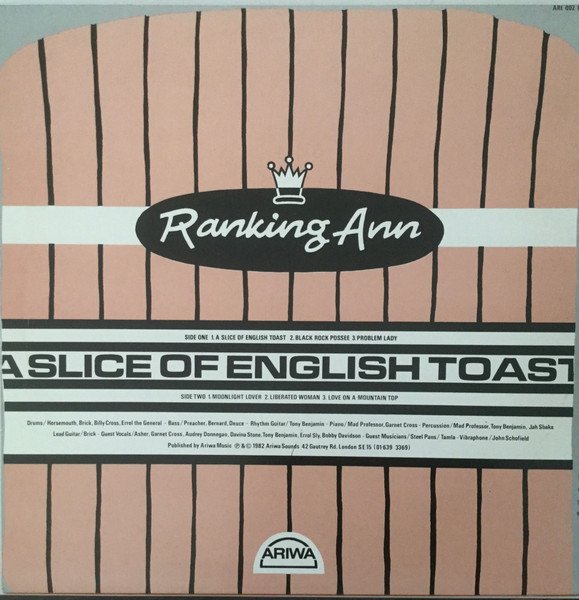 ARI 002
Ranking Ann
SIDE ONE 1. A SLICE OF ENGLISH TOAST 2. BLACK ROCK POSSEE 3. PROBLEM LADY
A SLICE OF ENGLISH TOAST
SIDE TWO 1. MOONLIGHT LOVER 2. LIBERATED WOMAN 3. LOVE ON A MOUNTAIN TOP
Drums/Horsemouth, Brick, Billy Cross, Errel the General - Bass/Preacher, Bernard, Deuce - Rhythm Guitar/Tony Benjamin - Piano/Mad Professor, Garnet Cross - Percussion/Mad Professor, Tony Benjamin, Jah Shaka
Lead Guitar/Brick - Guest Vocals/Asher, Garnet Cross, Audrey Donnegan, Davina Stone, Tony Benjamin, Errol Sly, Bobby Davidson - Guest Musicians/Steel Pans/Tamla - Vibraphone/John Schofield
Published by Ariwa Music ℗ & © 1982 Ariwa Sounds 42 Gautrey Rd. London SE 15 (01-639 3369)
ARIWA